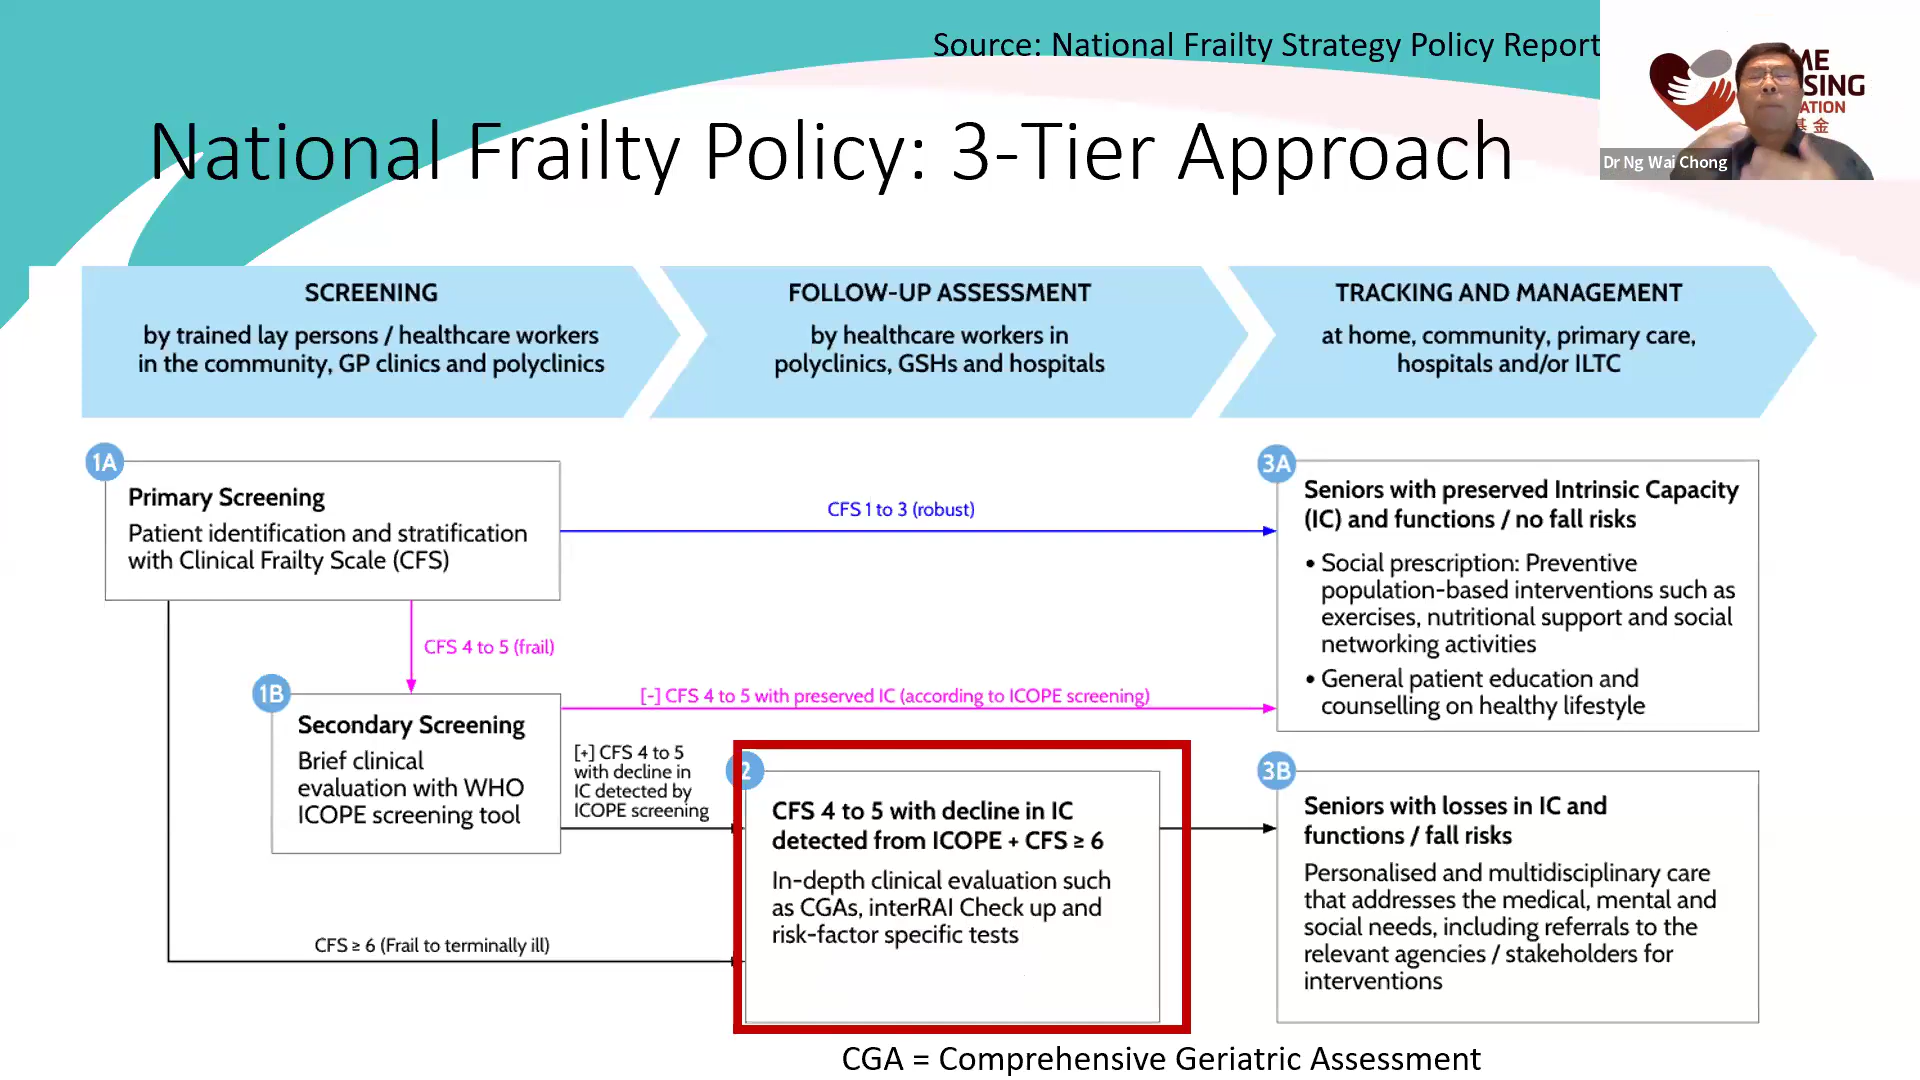 Source: National Frailty Strategy Policy Report
National Frailty Policy: 3-Tier Approach
SING
ATION
基金
Dr Ng Wai Chong
SCREENING
by trained lay persons / healthcare workers
in the community, GP clinics and polyclinics
FOLLOW-UP ASSESSMENT
by healthcare workers in
polyclinics, GSHs and hospitals
TRACKING AND MANAGEMENT
at home, community, primary care,
hospitals and/or ILTC
1A
Primary Screening
Patient identification and stratification
with Clinical Frailty Scale (CFS)
CFS 1 to 3 (robust)
CFS 4 to 5 (frail)
1B
Secondary Screening
Brief clinical
evaluation with WHO
ICOPE screening tool
[-] CFS 4 to 5 with preserved IC (according to ICOPE screening)
[+] CFS 4 to 5
with decline in
IC detected by
ICOPE screening
CFS ≥ 6 (Frail to terminally ill)
2
CFS 4 to 5 with decline in IC
detected from ICOPE + CFS ≥ 6
In-depth clinical evaluation such
as CGAs, interRAI Check up and
risk-factor specific tests
3A
Seniors with preserved Intrinsic Capacity
(IC) and functions / no fall risks
• Social prescription: Preventive
population-based interventions such as
exercises, nutritional support and social
networking activities
• General patient education and
counselling on healthy lifestyle
3B
Seniors with losses in IC and
functions / fall risks
Personalised and multidisciplinary care
that addresses the medical, mental and
social needs, including referrals to the
relevant agencies / stakeholders for
interventions
CGA = Comprehensive Geriatric Assessment